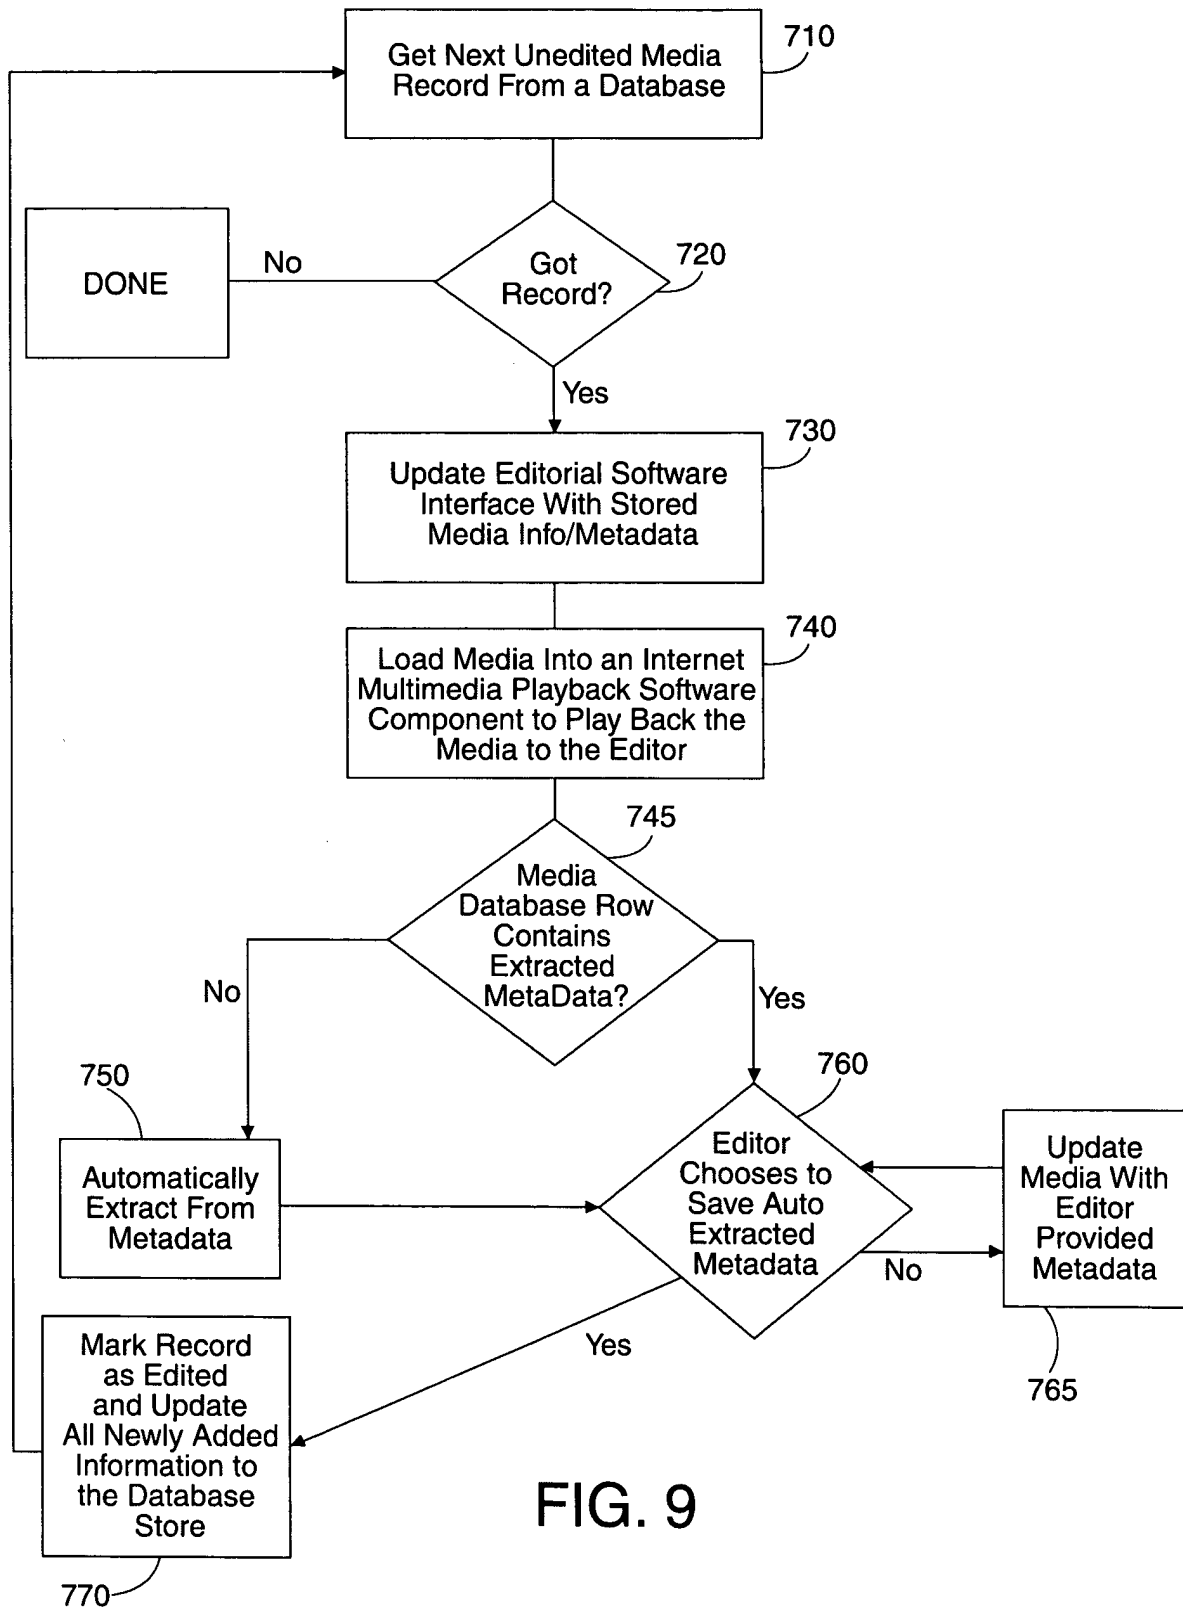 Get Next Unedited Media
Record From a Database
710
DONE
No
Got
Record?
720
Yes
Update Editorial Software
Interface With Stored
Media Info/Metadata
730
Load Media Into an Internet
Multimedia Playback Software
Component to Play Back the
Media to the Editor
740
Media
Database Row
Contains
Extracted
MetaData?
745
No
Yes
750
Automatically
Extract From
Metadata
760
Editor
Chooses to
Save Auto
Extracted
Metadata
No
Update
Media With
Editor
Provided
Metadata
765
Yes
Mark Record
as Edited
and Update
All Newly Added
Information to
the Database
Store
770
FIG. 9